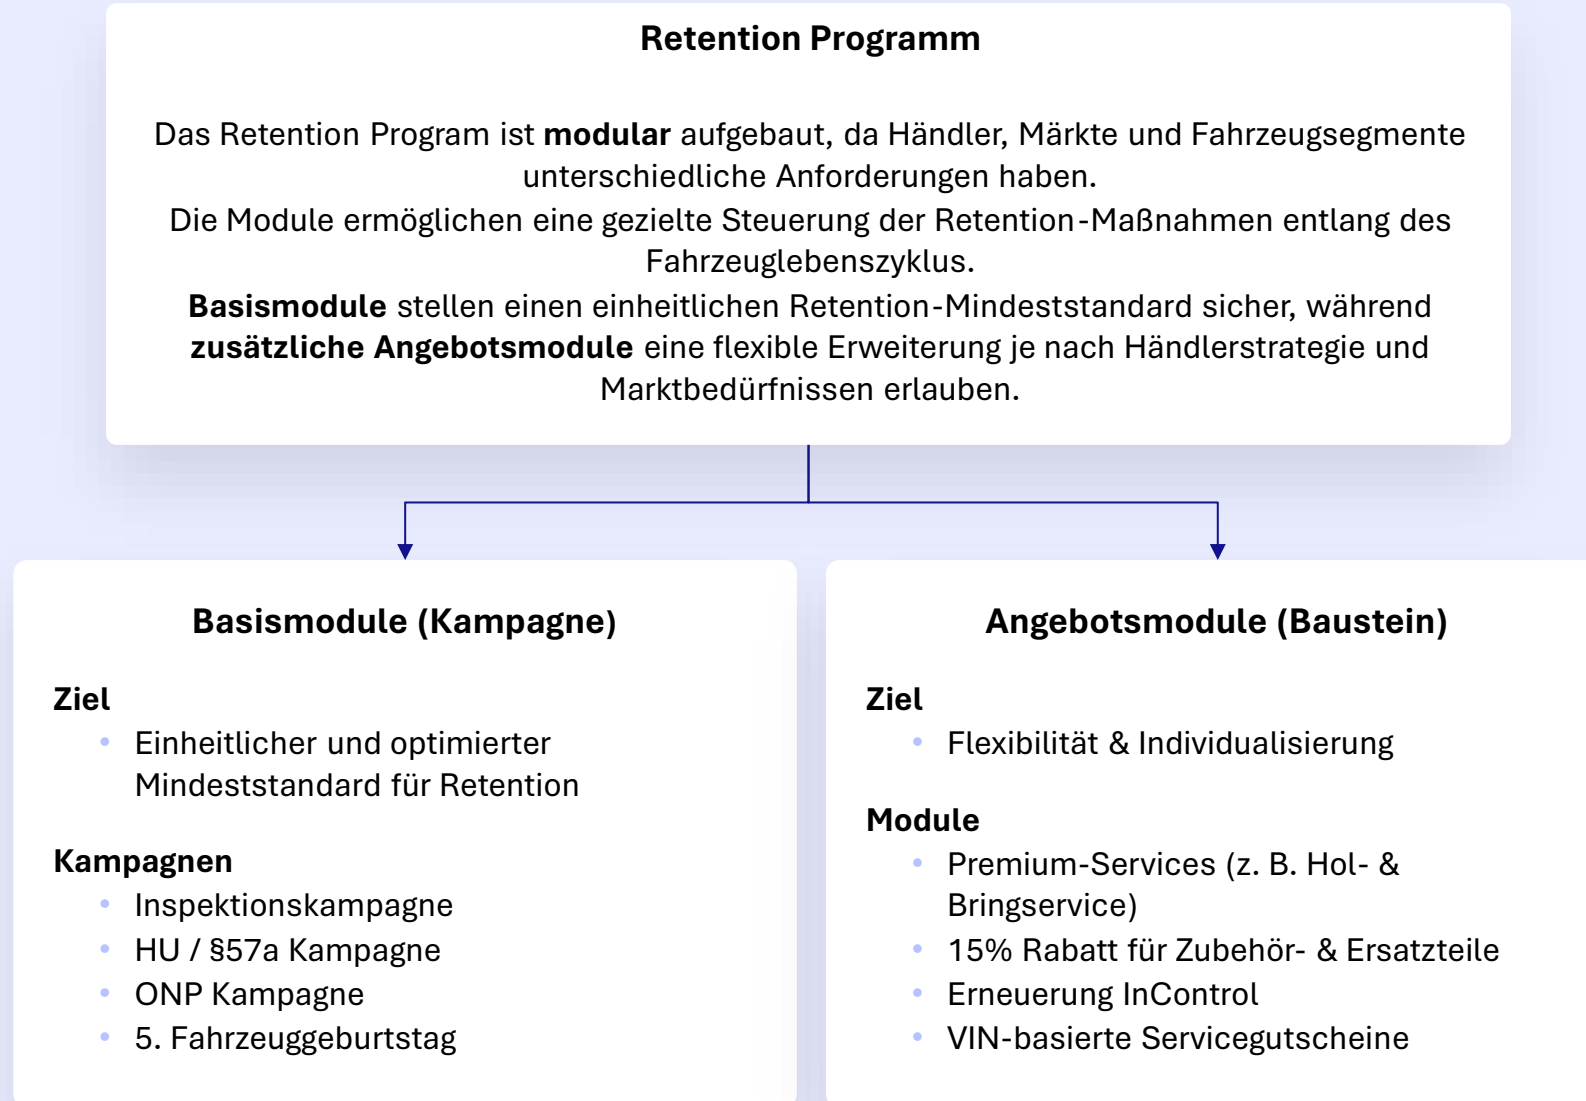 Retention Programm
Das Retention Program ist modular aufgebaut, da Händler, Märkte und Fahrzeugsegmente
unterschiedliche Anforderungen haben.
Die Module ermöglichen eine gezielte Steuerung der Retention-Maßnahmen entlang des
Fahrzeuglebenszyklus.
Basismodule stellen einen einheitlichen Retention-Mindeststandard sicher, während
zusätzliche Angebotsmodule eine flexible Erweiterung je nach Händlerstrategie und
Marktbedürfnissen erlauben.
Basismodule (Kampagne)
Ziel
• Einheitlicher und optimierter
Mindeststandard für Retention
Kampagnen
• Inspektionskampagne
• HU / §57a Kampagne
• ONP Kampagne
• 5. Fahrzeuggeburtstag
Angebotsmodule (Baustein)
Ziel
• Flexibilität & Individualisierung
Module
• Premium-Services (z. B. Hol- &
Bringservice)
• 15% Rabatt für Zubehör- & Ersatzteile
• Erneuerung InControl
• VIN-basierte Servicegutscheine